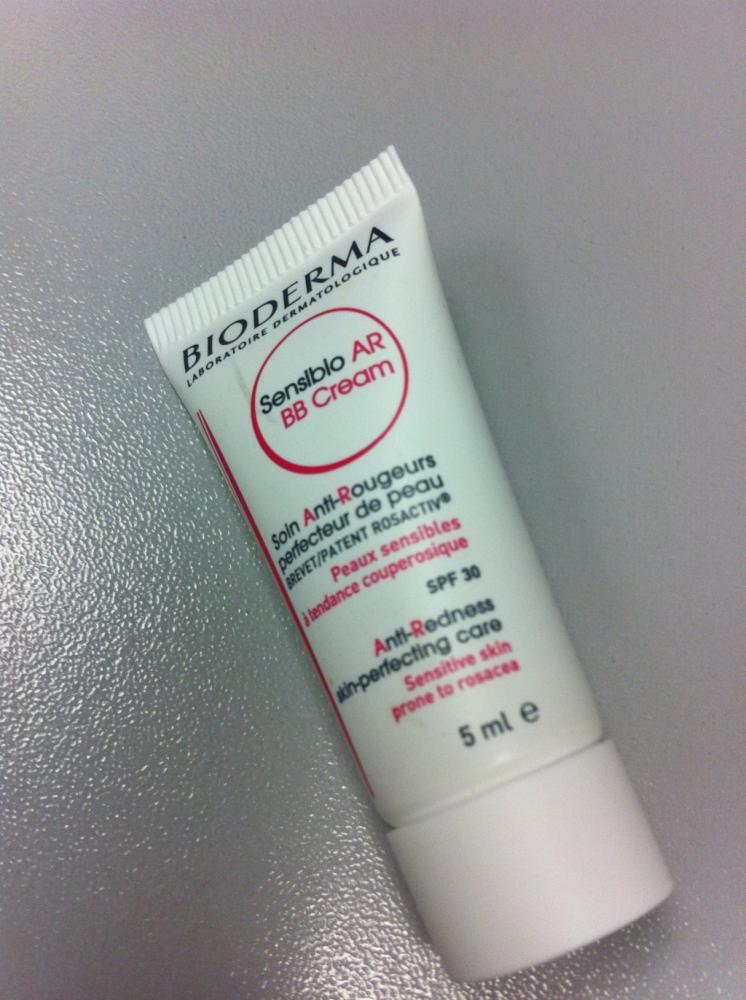 BIODERMA
LABORATOIRE DERMATOLOGIQUE
Sensibio AR
BB Cream
Soin Anti-Rougeurs
perfecteur de peau
BREVET/PATENT ROSACTIV®
Peaux sensibles
à tendance couperosique
SPF 30
Anti-Redness
skin-perfecting care
Sensitive skin
prone to rosacea
5 ml e